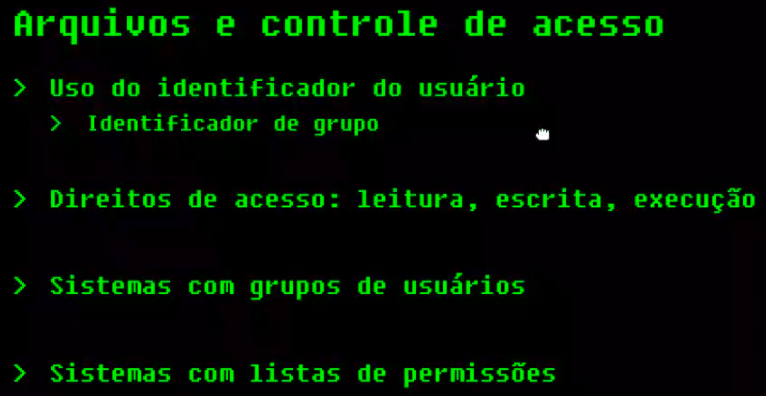 Arquivos e controle de acesso
> Uso do identificador do usuário
> Identificador de grupo
> Direitos de acesso: leitura, escrita, execução
> Sistemas com grupos de usuários
> Sistemas com listas de permissões